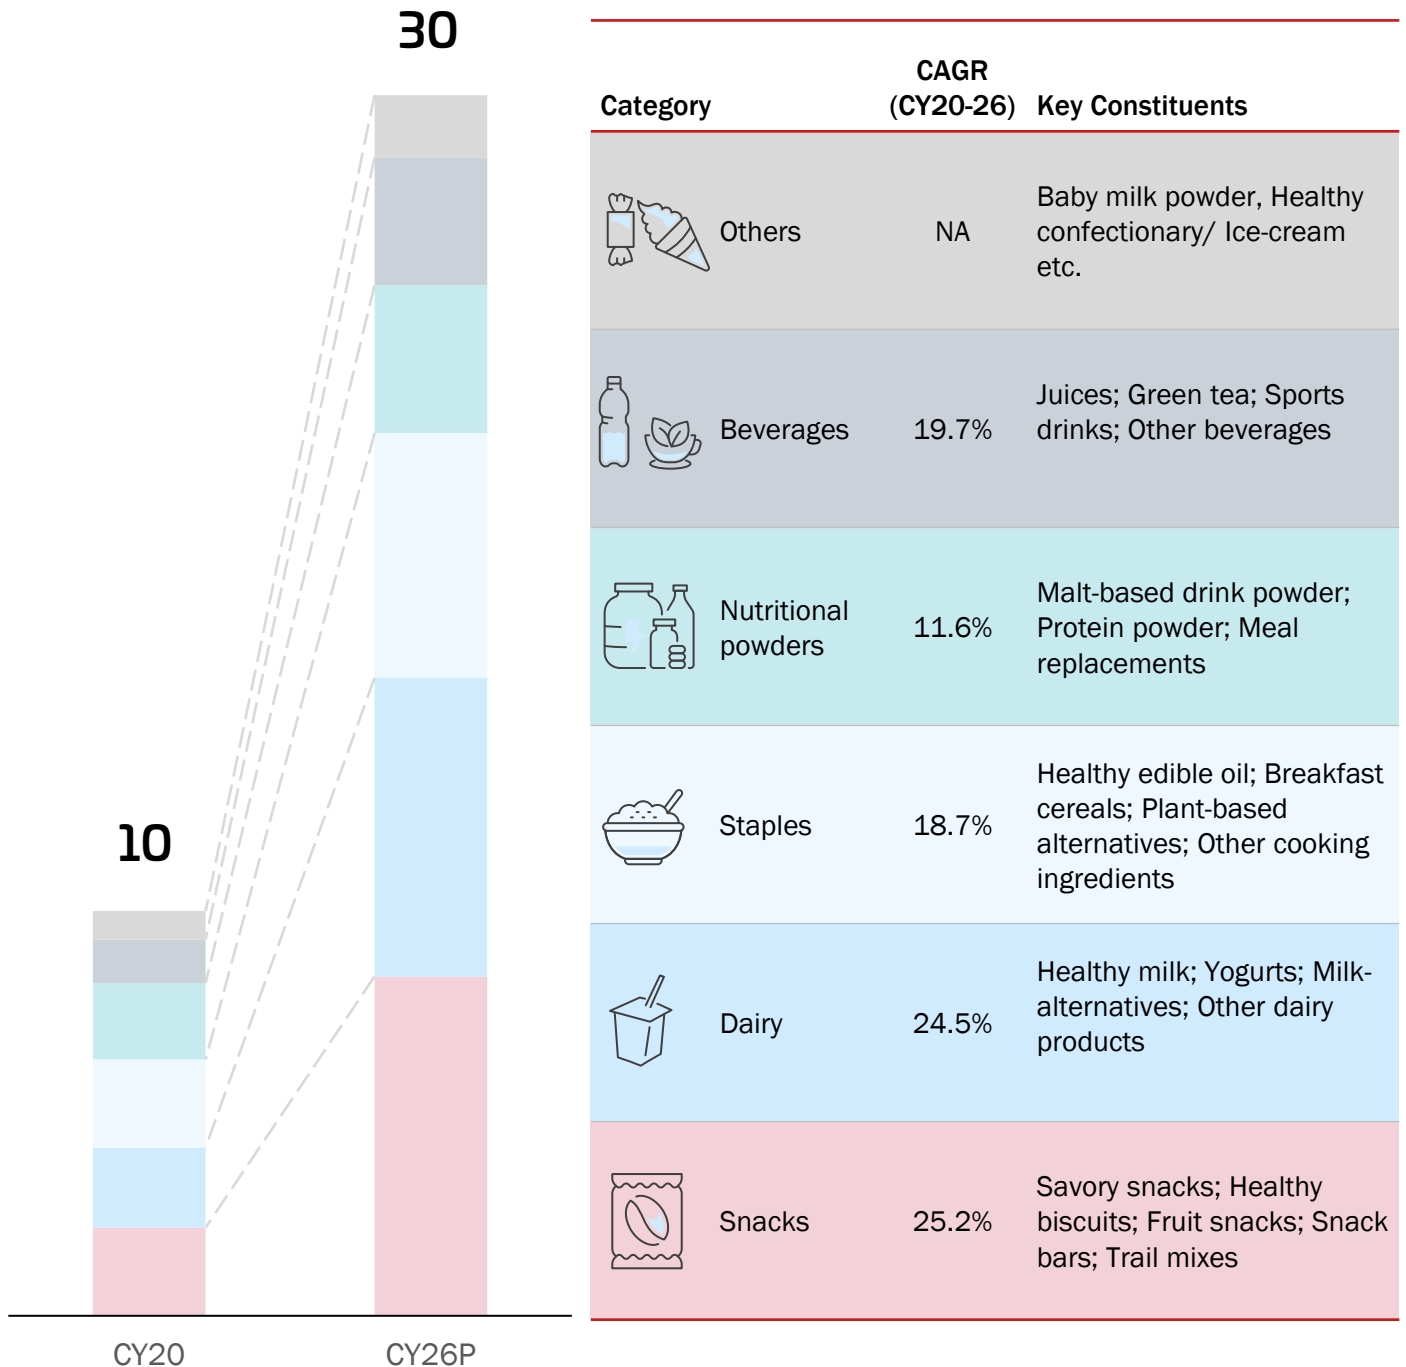 30
10
CY20
CY26P
Category
CAGR
(CY20-26)
Key Constituents
Others
NA
Baby milk powder, Healthy
confectionary/ Ice-cream
etc.
Beverages
19.7%
Juices; Green tea; Sports
drinks; Other beverages
Nutritional
powders
11.6%
Malt-based drink powder;
Protein powder; Meal
replacements
Staples
18.7%
Healthy edible oil; Breakfast
cereals; Plant-based
alternatives; Other cooking
ingredients
Dairy
24.5%
Healthy milk; Yogurts; Milk-
alternatives; Other dairy
products
Snacks
25.2%
Savory snacks; Healthy
biscuits; Fruit snacks; Snack
bars; Trail mixes